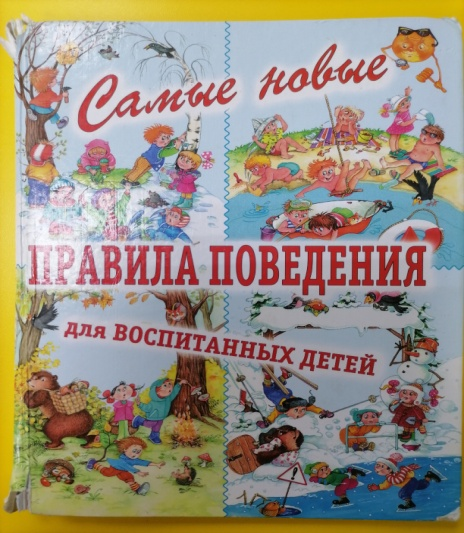 Самые новые
ПРАВИЛА ПОВЕДЕНИЯ
для ВОСПИТАННЫХ ДЕТЕЙ